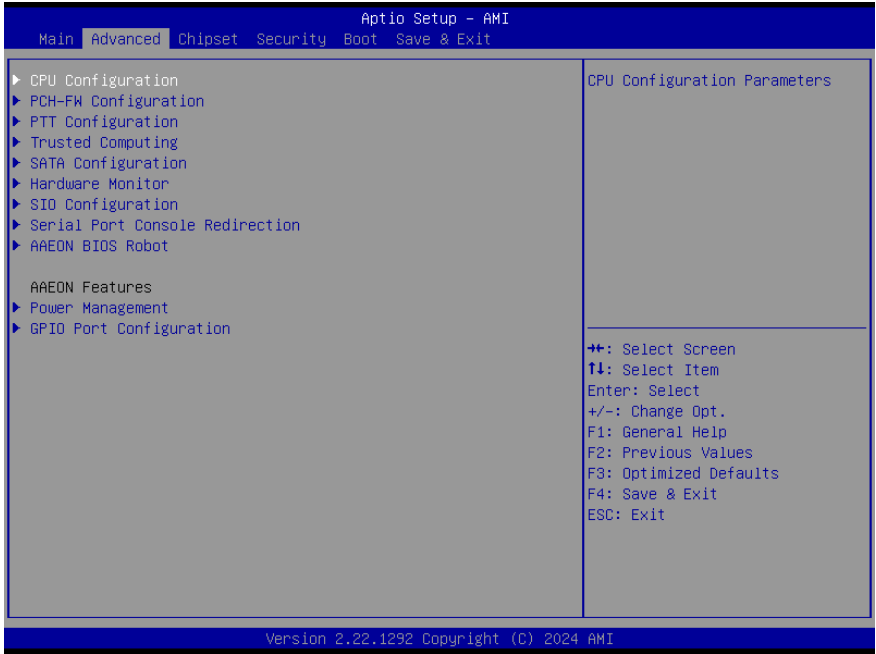 Aptio Setup – AMI
Main Advanced Chipset Security Boot Save & Exit
CPU Configuration
PCH-FW Configuration
PTT Configuration
Trusted Computing
SATA Configuration
Hardware Monitor
SIO Configuration
Serial Port Console Redirection
AAEON BIOS Robot
AAEON Features
Power Management
GPIO Port Configuration
CPU Configuration Parameters
→←: Select Screen
↑↓: Select Item
Enter: Select
+/-: Change Opt.
F1: General Help
F2: Previous Values
F3: Optimized Defaults
F4: Save & Exit
ESC: Exit
Version 2.22.1292 Copyright (C) 2024 AMI